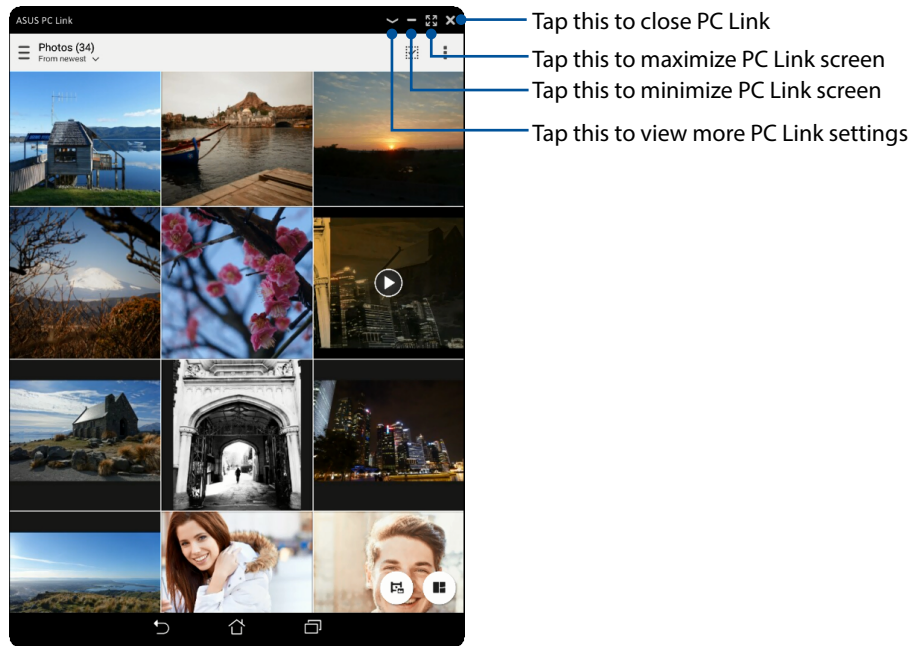 ASUS PC Link
Tap this to close PC Link
Photos (34)
From newest
Tap this to maximize PC Link screen
Tap this to minimize PC Link screen
Tap this to view more PC Link settings